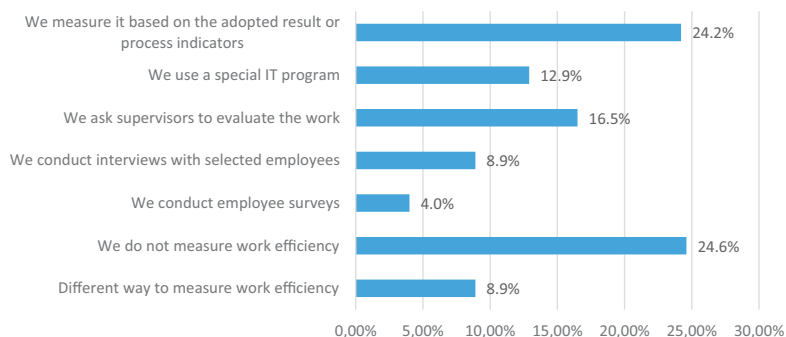 We measure it based on the adopted result or
process indicators
24.2%
We use a special IT program
12.9%
We ask supervisors to evaluate the work
16.5%
We conduct interviews with selected employees
8.9%
We conduct employee surveys
4.0%
We do not measure work efficiency
24.6%
Different way to measure work efficiency
8.9%
0,00% 5,00% 10,00% 15,00% 20,00% 25,00% 30,00%